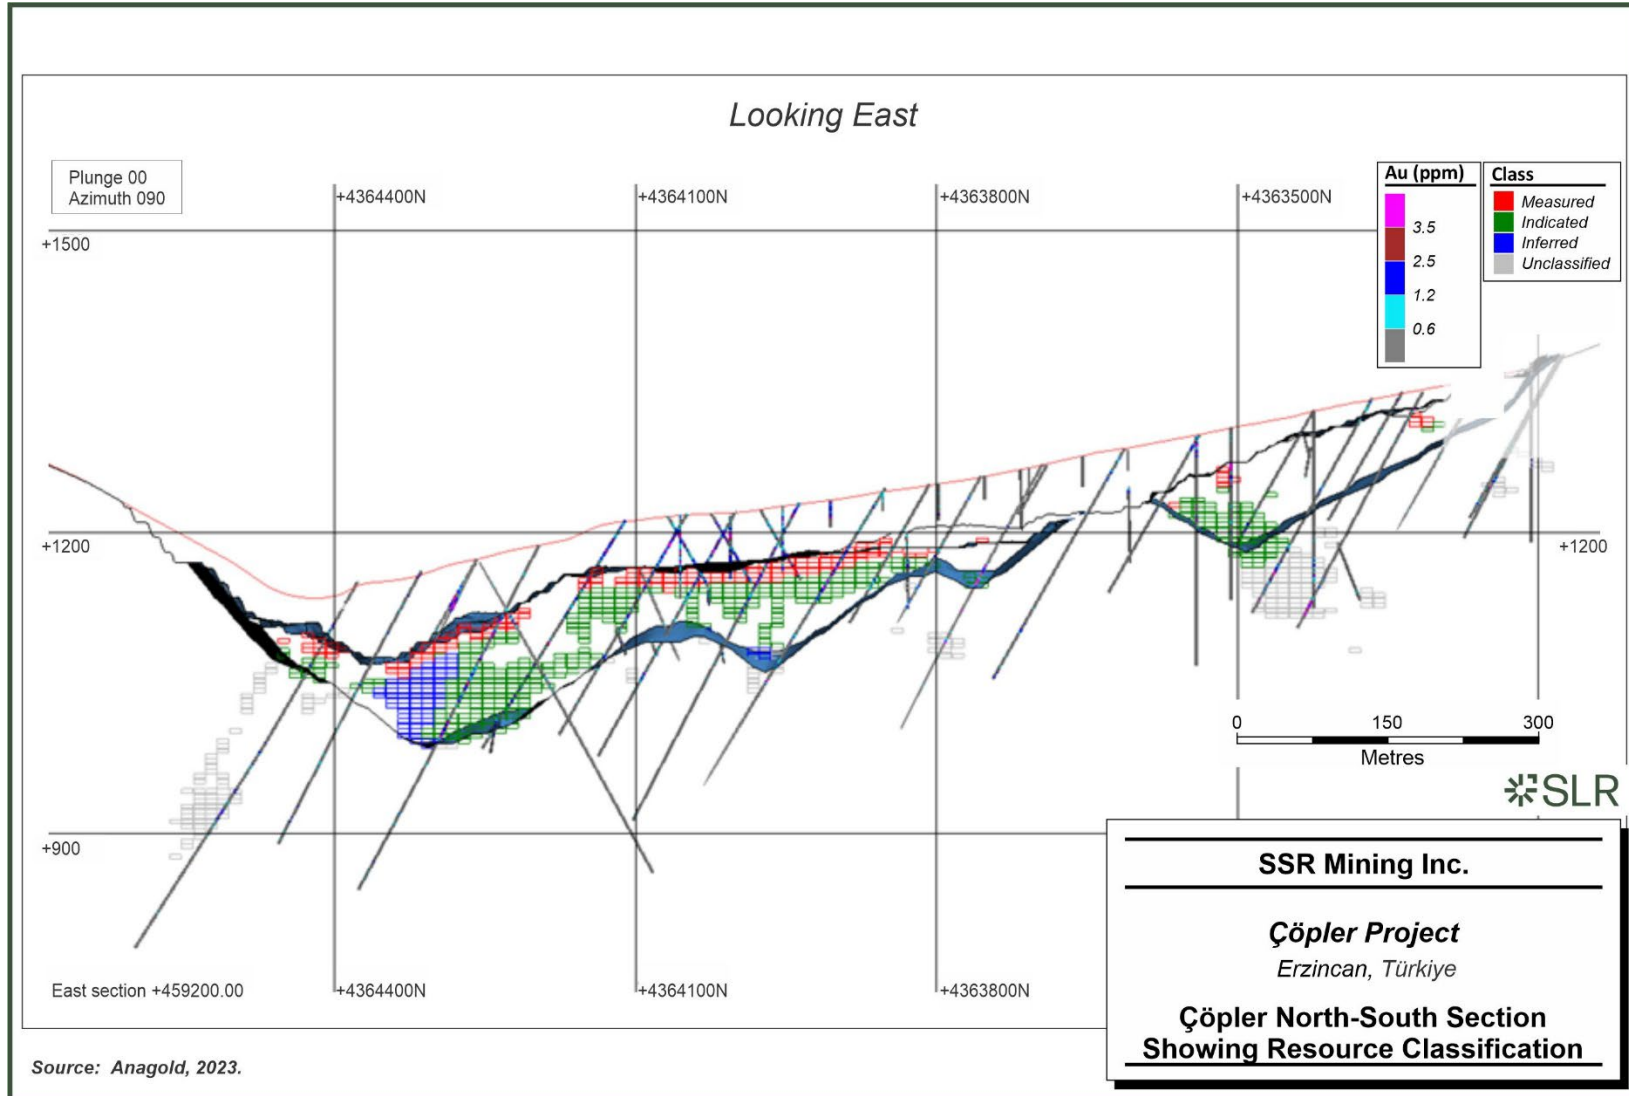 Looking East
Plunge 00
Azimuth 090
+4364400N
+4364100N
+4363800N
+4363500N
Au (ppm)
3.5
2.5
1.2
0.6
Class
Measured
Indicated
Inferred
Unclassified
+1500
+1200
+1200
0 150 300
Metres
SLR
+900
SSR Mining Inc.
Çöpler Project
Erzincan, Türkiye
Çöpler North-South Section
Showing Resource Classification
East section +459200.00
+4364400N
+4364100N
+4363800N
Source: Anagold, 2023.